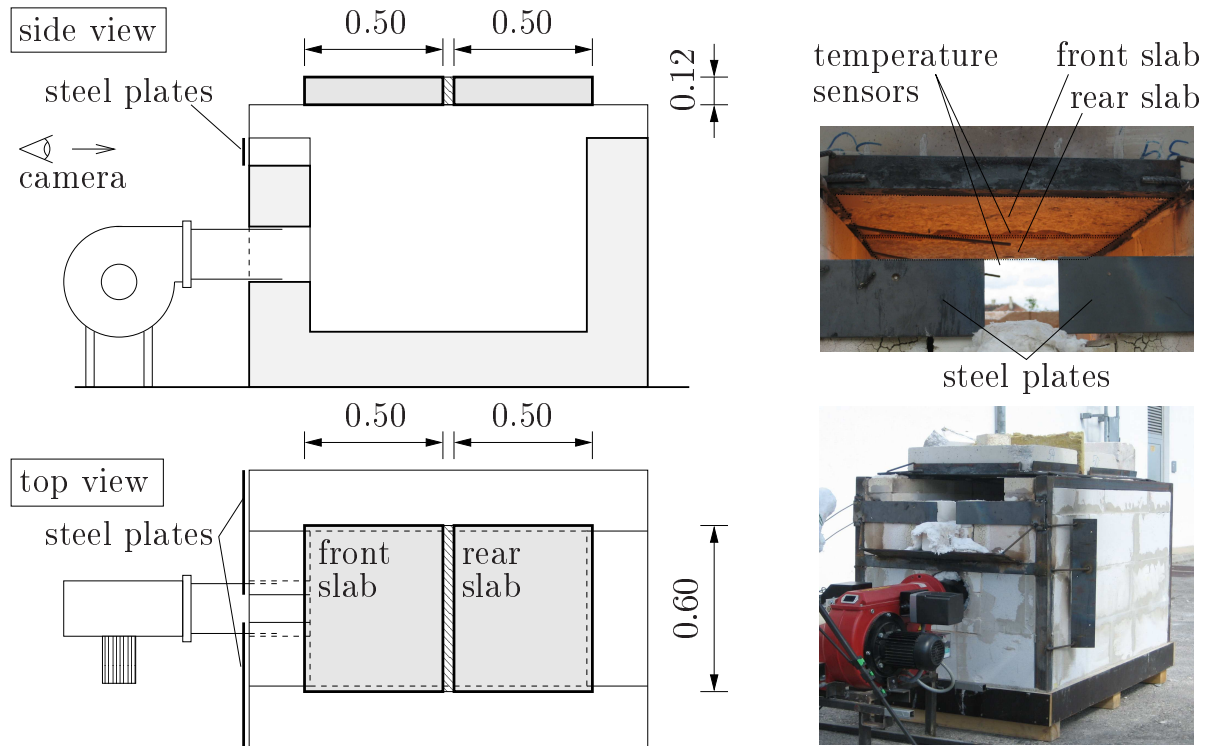 side view
0.50
0.50
0.12
steel plates
camera
temperature
sensors
front slab
rear slab
steel plates
0.50
0.50
top view
steel plates
front
slab
rear
slab
0.60